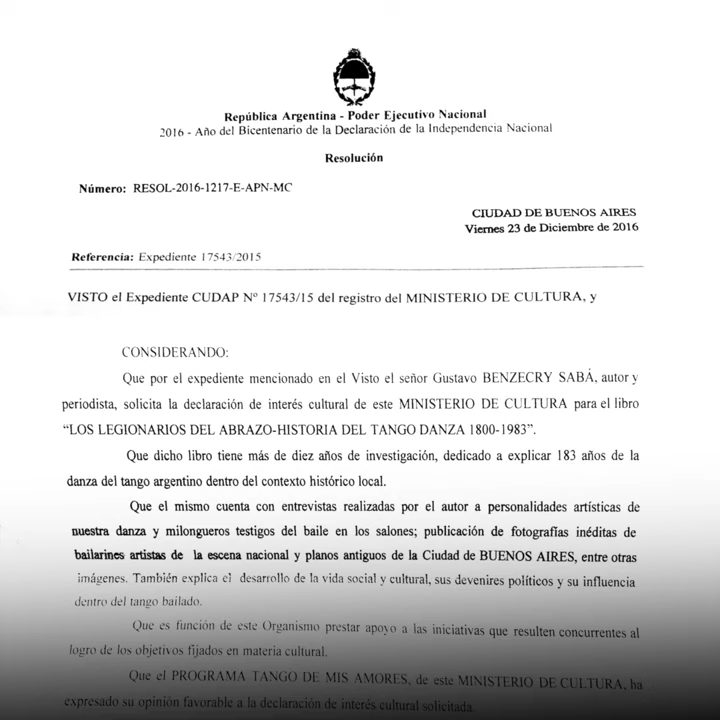 República Argentina - Poder Ejecutivo Nacional
2016 - Año del Bicentenario de la Declaración de la Independencia Nacional
Resolución
Número: RESOL-2016-1217-E-APN-MC
CIUDAD DE BUENOS AIRES
Viernes 23 de Diciembre de 2016
Referencia: Expediente 17543/2015
VISTO el Expediente CUDAP Nº 17543/15 del registro del MINISTERIO DE CULTURA, y
CONSIDERANDO:
Que por el expediente mencionado en el Visto el señor Gustavo BENZECRY SABÁ, autor y
periodista, solicita la declaración de interés cultural de este MINISTERIO DE CULTURA para el libro
“LOS LEGIONARIOS DEL ABRAZO-HISTORIA DEL TANGO DANZA 1800-1983”.
Que dicho libro tiene más de diez años de investigación, dedicado a explicar 183 años de la
danza del tango argentino dentro del contexto histórico local.
Que el mismo cuenta con entrevistas realizadas por el autor a personalidades artísticas de
nuestra danza y milongueros testigos del baile en los salones; publicación de fotografías inéditas de
bailarines artistas de la escena nacional y planos antiguos de la Ciudad de BUENOS AIRES, entre otras
imágenes. También explica el desarrollo de la vida social y cultural, sus devenires políticos y su influencia
dentro del tango bailado.
Que es función de este Organismo prestar apoyo a las iniciativas que resulten concurrentes al
logro de los objetivos fijados en materia cultural.
Que el PROGRAMA TANGO DE MIS AMORES, de este MINISTERIO DE CULTURA, ha
expresado su opinión favorable a la declaración de interés cultural solicitada.